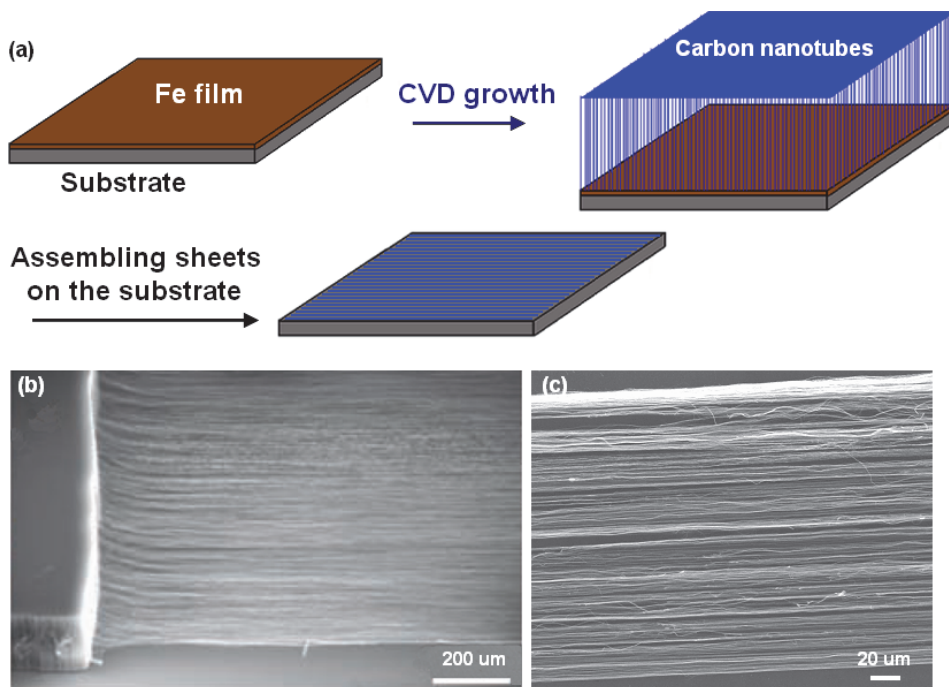 (a)
Fe film
Substrate
CVD growth
Carbon nanotubes
Assembling sheets
on the substrate
(b)
200 um
(c)
20 um